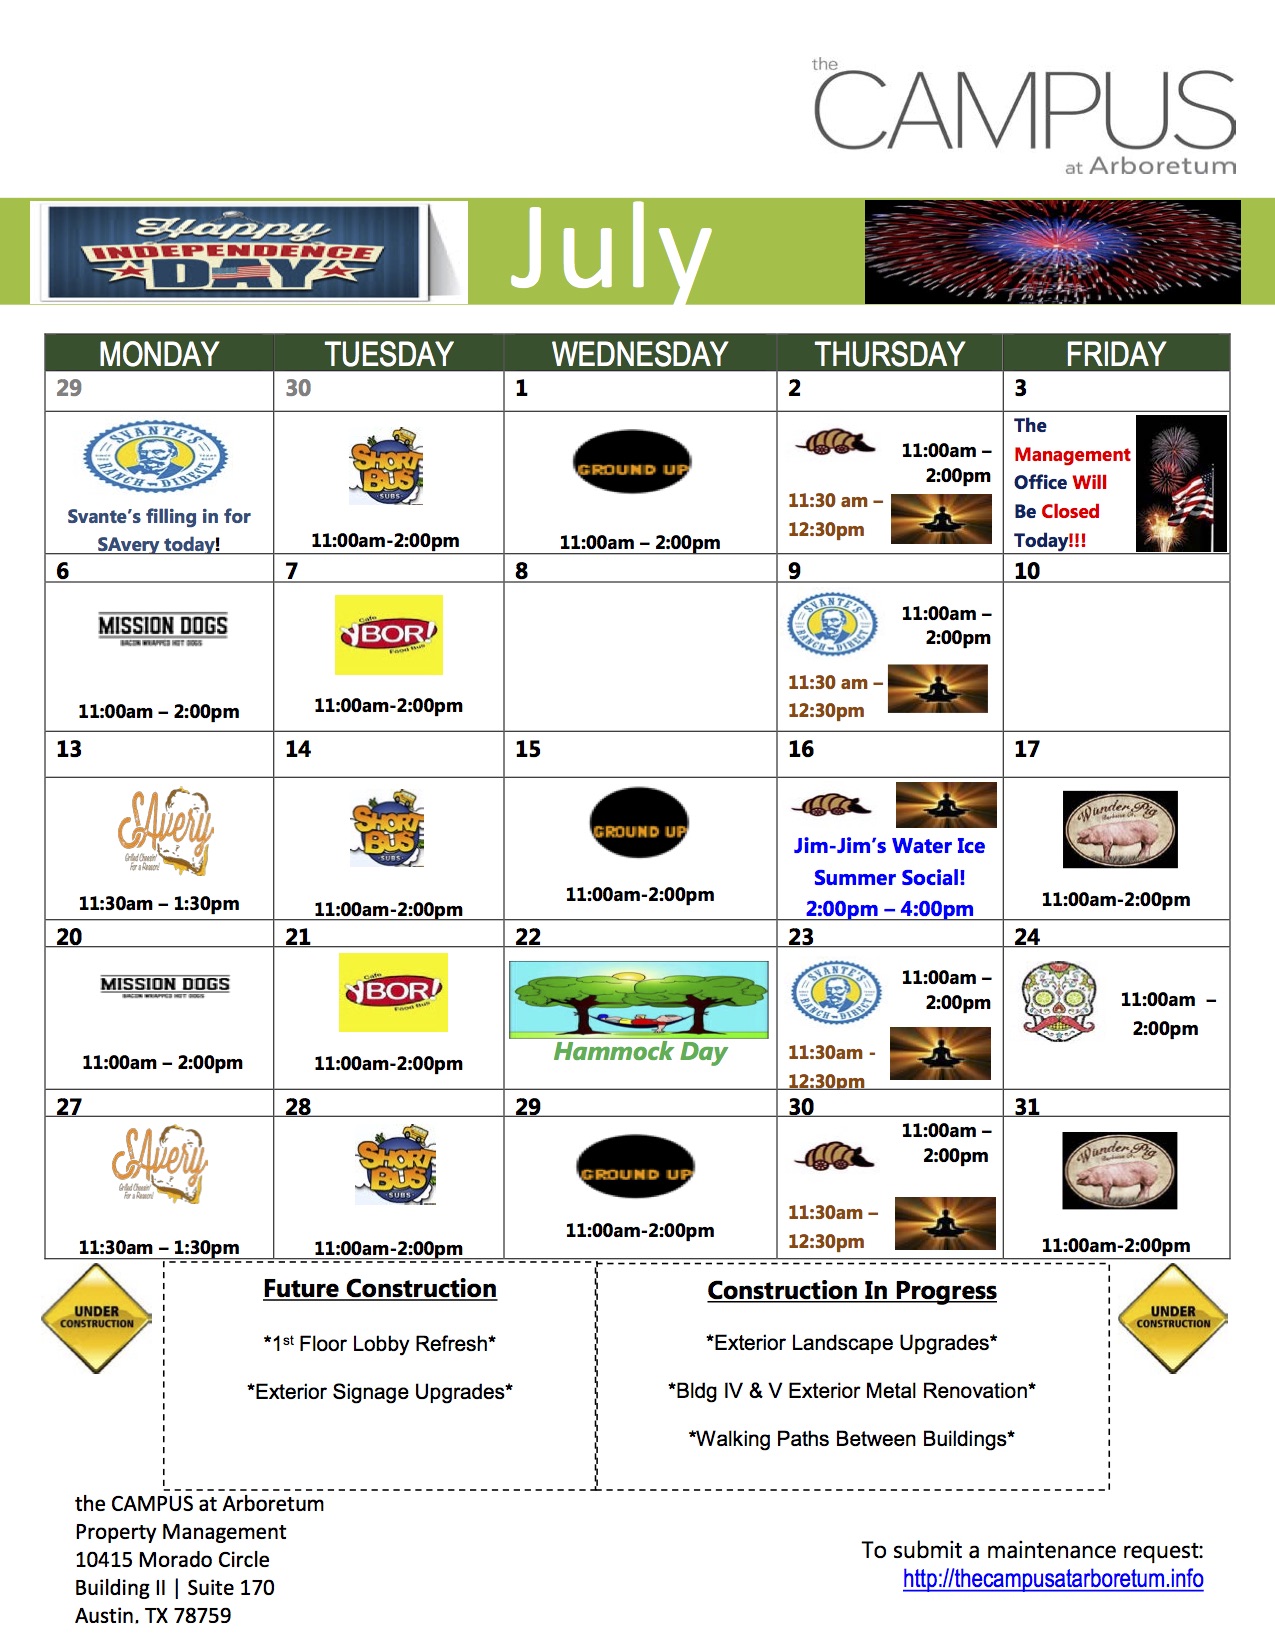 the
CAMPUS
at Arboretum
Happy
INDEPENDENCE
DAY
July
MONDAY TUESDAY WEDNESDAY THURSDAY FRIDAY
29 30 1 2 3
SVANTE'S
RANCH DIRECT
Svante's filling in for
SAvery today!
SHORT
BUS
SUBS
11:00am-2:00pm
GROUND UP
11:00am – 2:00pm
11:00am –
2:00pm
11:30 am –
12:30pm
The
Management
Office Will
Be Closed
Today!!!
6 7 8 9 10
MISSION DOGS
BACON WRAPPED HOT DOGS
11:00am – 2:00pm
Cafe
YBOR!
Food Bus
11:00am-2:00pm
SVANTE'S
RANCH DIRECT
11:00am –
2:00pm
11:30 am –
12:30pm
13 14 15 16 17
SAvery
Grilled Cheesin'
For a Reason!
11:30am – 1:30pm
SHORT
BUS
SUBS
11:00am-2:00pm
GROUND UP
11:00am-2:00pm
Jim-Jim's Water Ice
Summer Social!
2:00pm – 4:00pm
Wunder Pig
Barbecue Co.
11:00am-2:00pm
20 21 22 23 24
MISSION DOGS
BACON WRAPPED HOT DOGS
11:00am – 2:00pm
Cafe
YBOR!
Food Bus
11:00am-2:00pm
Hammock Day
SVANTE'S
RANCH DIRECT
11:00am –
2:00pm
11:30am -
12:30pm
11:00am –
2:00pm
27 28 29 30 31
SAvery
Grilled Cheesin'
For a Reason!
11:30am – 1:30pm
SHORT
BUS
SUBS
11:00am-2:00pm
GROUND UP
11:00am-2:00pm
11:00am –
2:00pm
11:30am –
12:30pm
Wunder Pig
Barbecue Co.
11:00am-2:00pm
UNDER
CONSTRUCTION
Future Construction
*1st Floor Lobby Refresh*
*Exterior Signage Upgrades*
Construction In Progress
*Exterior Landscape Upgrades*
*Bldg IV & V Exterior Metal Renovation*
*Walking Paths Between Buildings*
UNDER
CONSTRUCTION
the CAMPUS at Arboretum
Property Management
10415 Morado Circle
Building II | Suite 170
Austin, TX 78759
To submit a maintenance request:
http://thecampusatarboretum.info